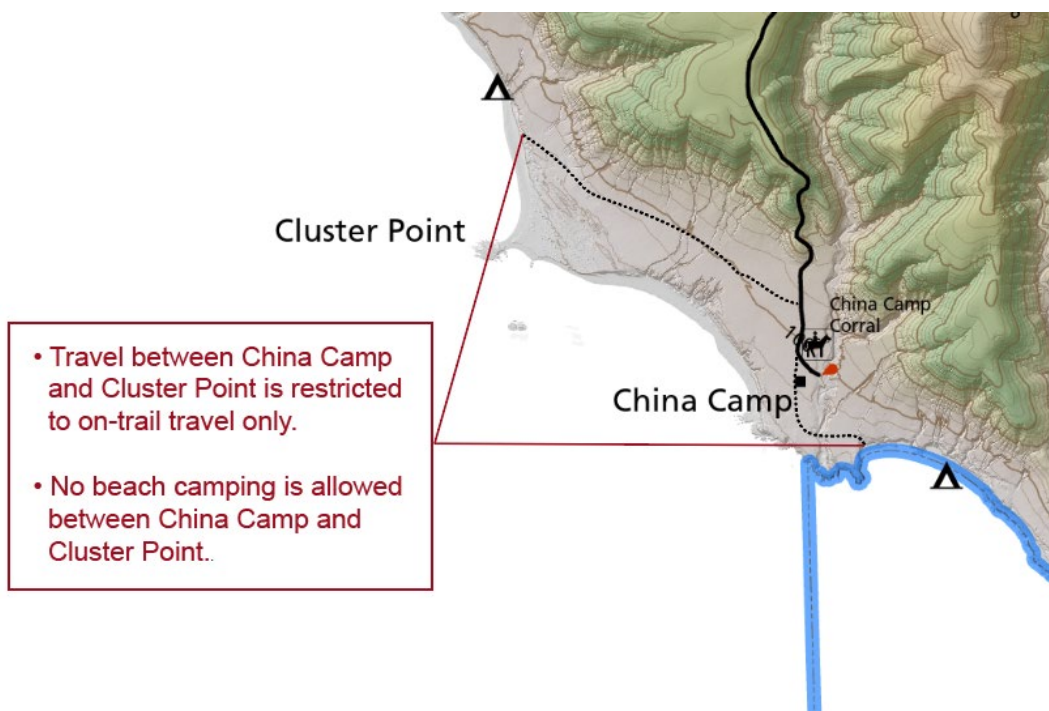 Cluster Point
China Camp
Corral
China Camp
• Travel between China Camp
and Cluster Point is restricted
to on-trail travel only.
• No beach camping is allowed
between China Camp and
Cluster Point..